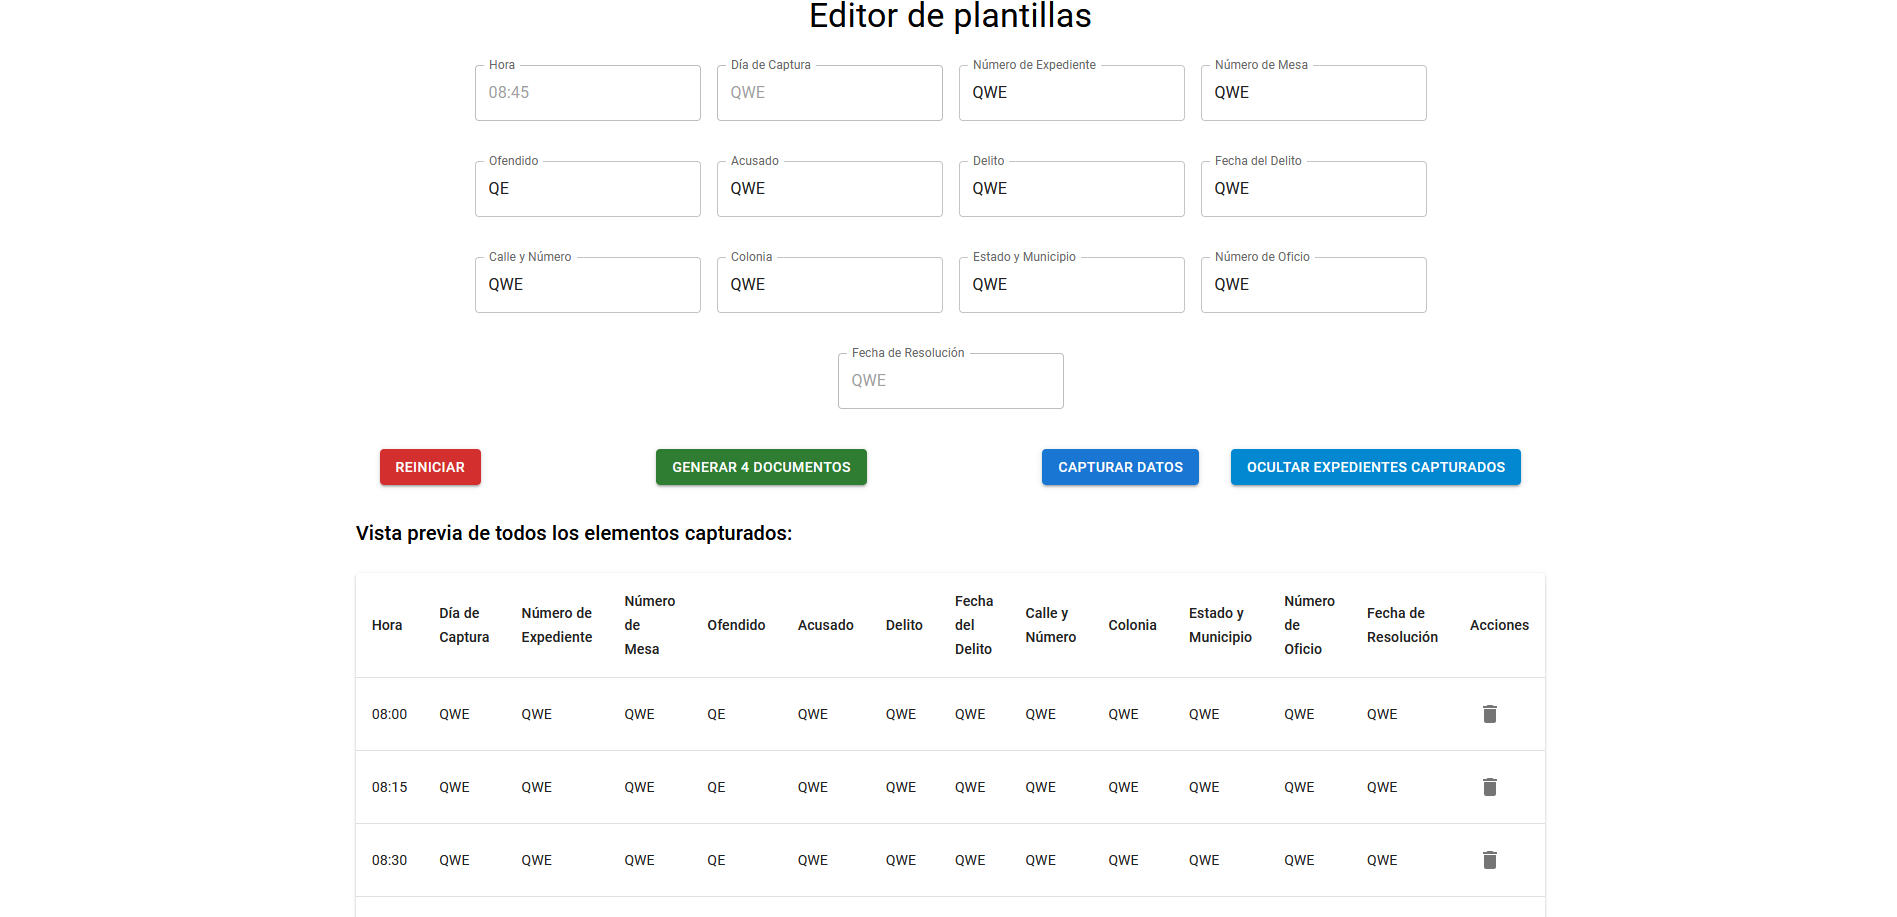 Editor de plantillas
Hora Día de Captura Número de Expediente Número de Mesa
08:45 QWE QWE QWE
Ofendido Acusado Delito Fecha del Delito
QE QWE QWE QWE
Calle y Número Colonia Estado y Municipio Número de Oficio
QWE QWE QWE QWE
Fecha de Resolución
QWE
REINICIAR GENERAR 4 DOCUMENTOS CAPTURAR DATOS OCULTAR EXPEDIENTES CAPTURADOS
Vista previa de todos los elementos capturados:
Hora Día de Captura Número de Expediente Número de Mesa Ofendido Acusado Delito Fecha del Delito Calle y Número Colonia Estado y Municipio Número de Oficio Fecha de Resolución Acciones
08:00 QWE QWE QWE QE QWE QWE QWE QWE QWE QWE QWE QWE
08:15 QWE QWE QWE QE QWE QWE QWE QWE QWE QWE QWE QWE
08:30 QWE QWE QWE QE QWE QWE QWE QWE QWE QWE QWE QWE